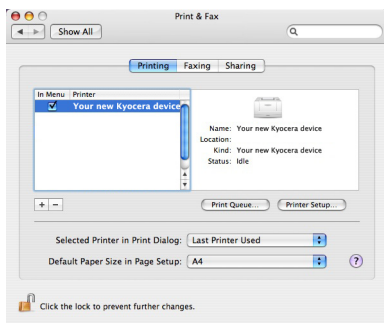 Print & Fax
Show All
Printing Faxing Sharing
In Menu Printer
Your new Kyocera device
Name: Your new Kyocera device
Location:
Kind: Your new Kyocera device
Status: Idle
+ −
Print Queue... Printer Setup...
Selected Printer in Print Dialog: Last Printer Used
Default Paper Size in Page Setup: A4 ?
Click the lock to prevent further changes.